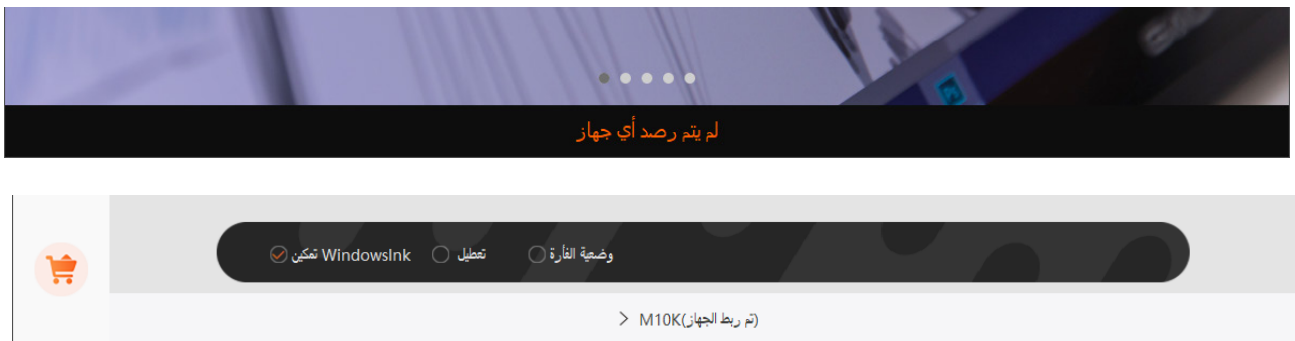 لم يتم رصد أي جهاز
تمكين WindowsInk تعطيل وضعية الفأرة
M10K(تم ربط الجهاز)